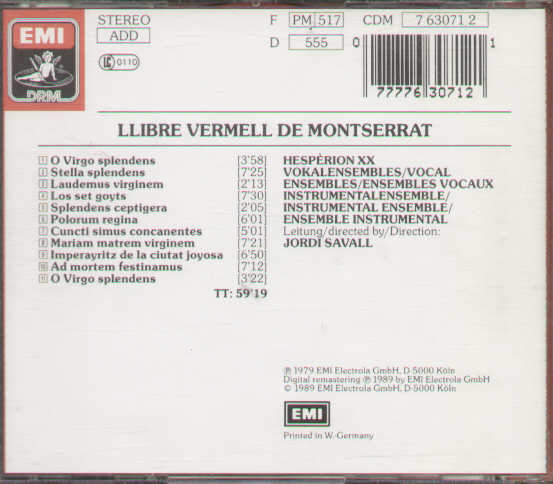 EMI
DRM
STEREO
ADD
LC 0110
F PM 517 CDM 7 63071 2
D 555
0 77776 30712 1
LLIBRE VERMELL DE MONTSERRAT
1 O Virgo splendens [3'58]
2 Stella splendens [7'25]
3 Laudemus virginem [2'13]
4 Los set goyts [7'30]
5 Splendens ceptigera [2'05]
6 Polorum regina [6'01]
7 Cuncti simus concanentes [5'01]
8 Mariam matrem virginem [7'21]
9 Imperayritz de la ciutat joyosa [6'50]
10 Ad mortem festinamus [7'12]
11 O Virgo splendens [3'22]
TT: 59'19
HESPÈRION XX
VOKALENSEMBLES/VOCAL
ENSEMBLES/ENSEMBLES VOCAUX
INSTRUMENTALENSEMBLE/
INSTRUMENTAL ENSEMBLE/
ENSEMBLE INSTRUMENTAL
Leitung/directed by/Direction:
JORDI SAVALL
℗ 1979 EMI Electrola GmbH, D-5000 Köln
Digital remastering ℗ 1989 by EMI Electrola GmbH
© 1989 EMI Electrola GmbH, D-5000 Köln
EMI
Printed in W.-Germany